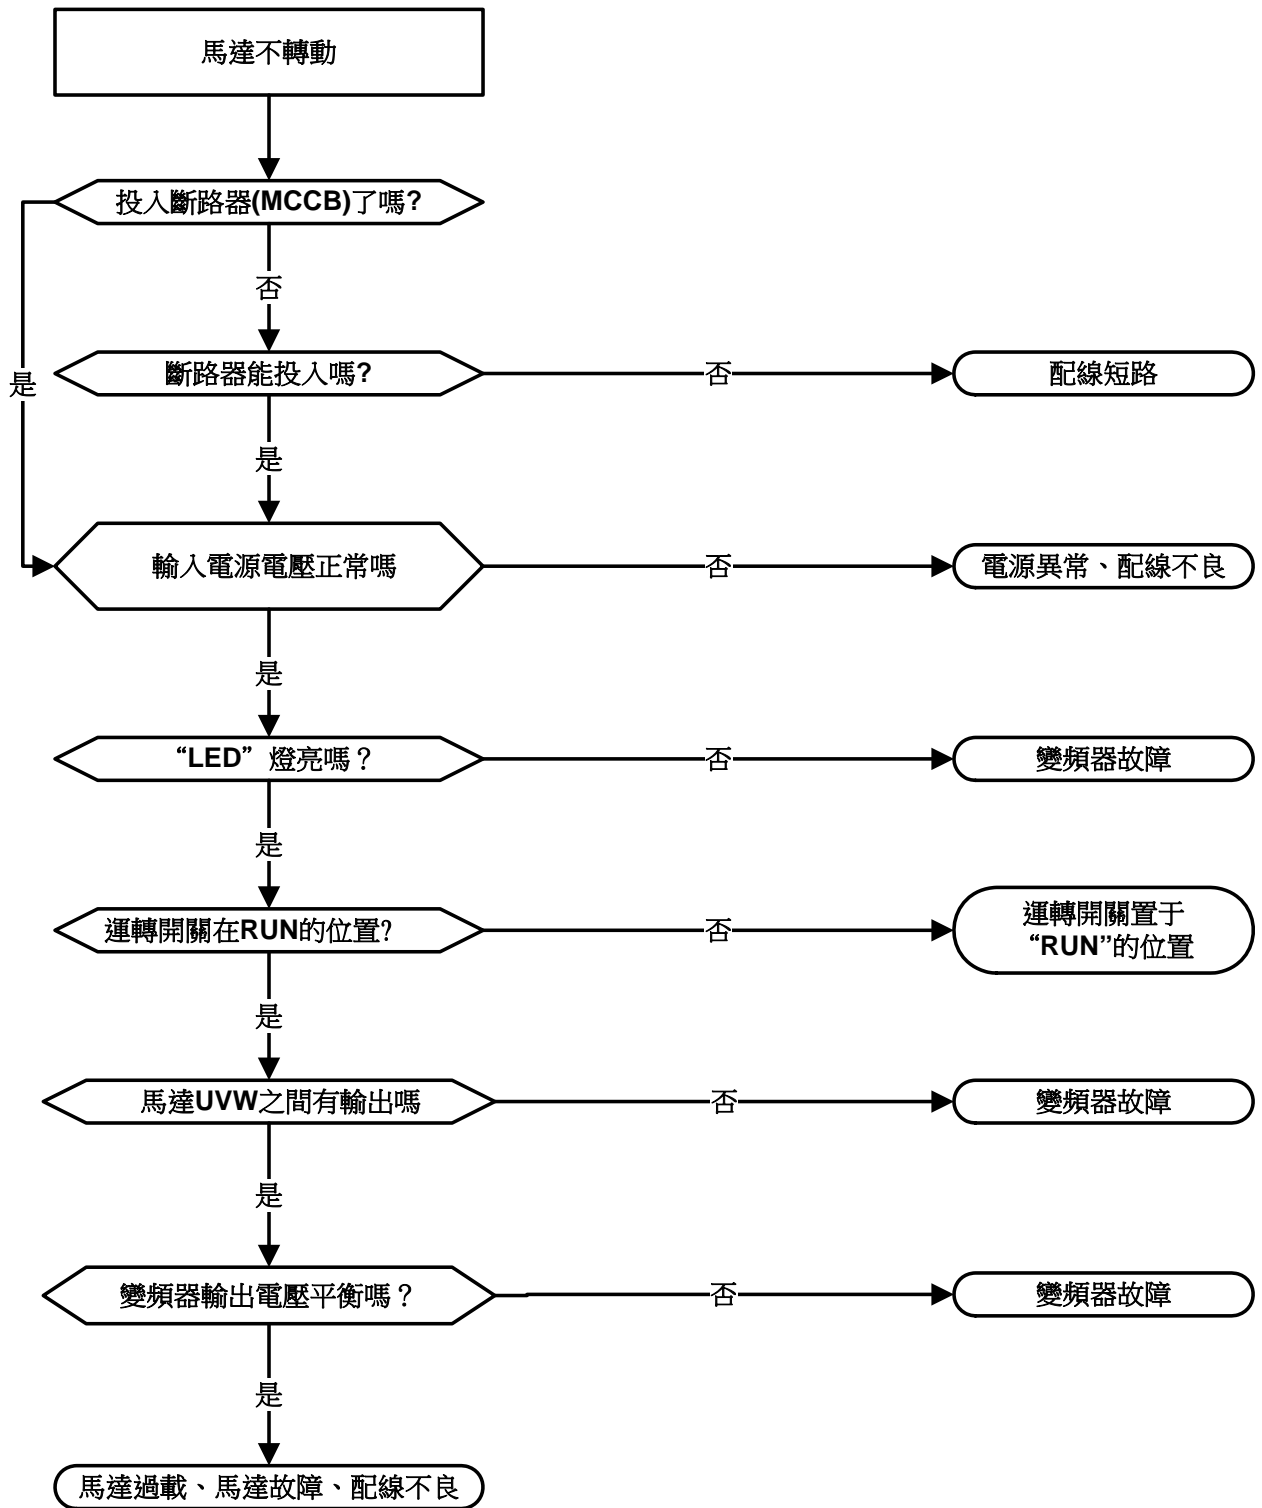 馬達不轉動
投入斷路器(MCCB)了嗎?
否
斷路器能投入嗎?
否
配線短路
是
是
輸入電源電壓正常嗎
否
電源異常、配線不良
是
“LED”燈亮嗎？
否
變頻器故障
是
運轉開關在RUN的位置?
否
運轉開關置于
“RUN”的位置
是
馬達UVW之間有輸出嗎
否
變頻器故障
是
變頻器輸出電壓平衡嗎？
否
變頻器故障
是
馬達過載、馬達故障、配線不良